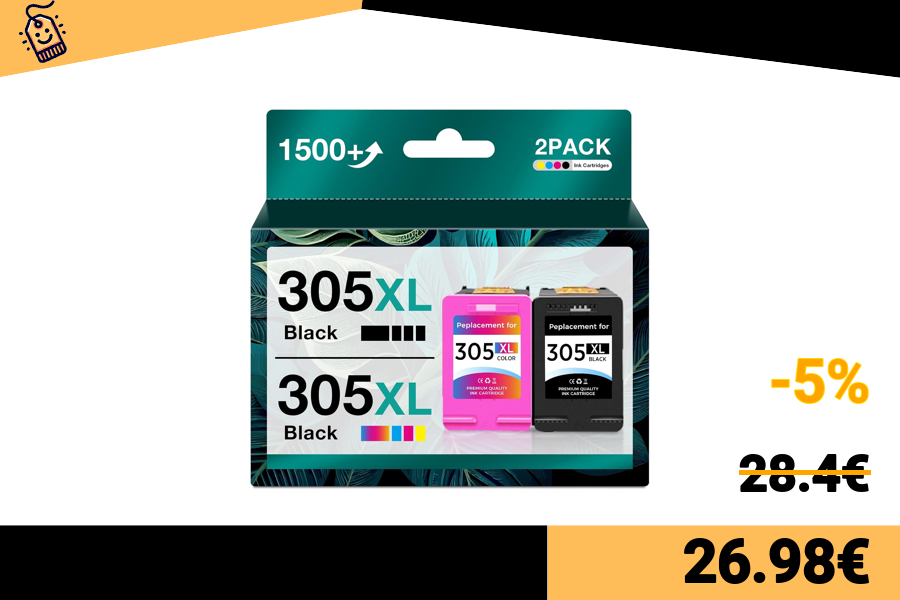 1500+
2PACK
Ink Cartridges
305XL
Black
305XL
Black
Peplacement for
305 XL
COLOR
PREMIUM QUALITY
INK CARTRIDGE
Peplacement for
305 XL
BLACK
PREMIUM QUALITY
INK CARTRIDGE
-5%
28.4€
26.98€